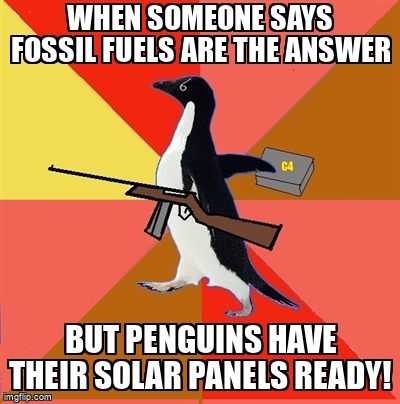 WHEN SOMEONE SAYS
FOSSIL FUELS ARE THE ANSWER
C4
BUT PENGUINS HAVE
THEIR SOLAR PANELS READY!
imgflip.com